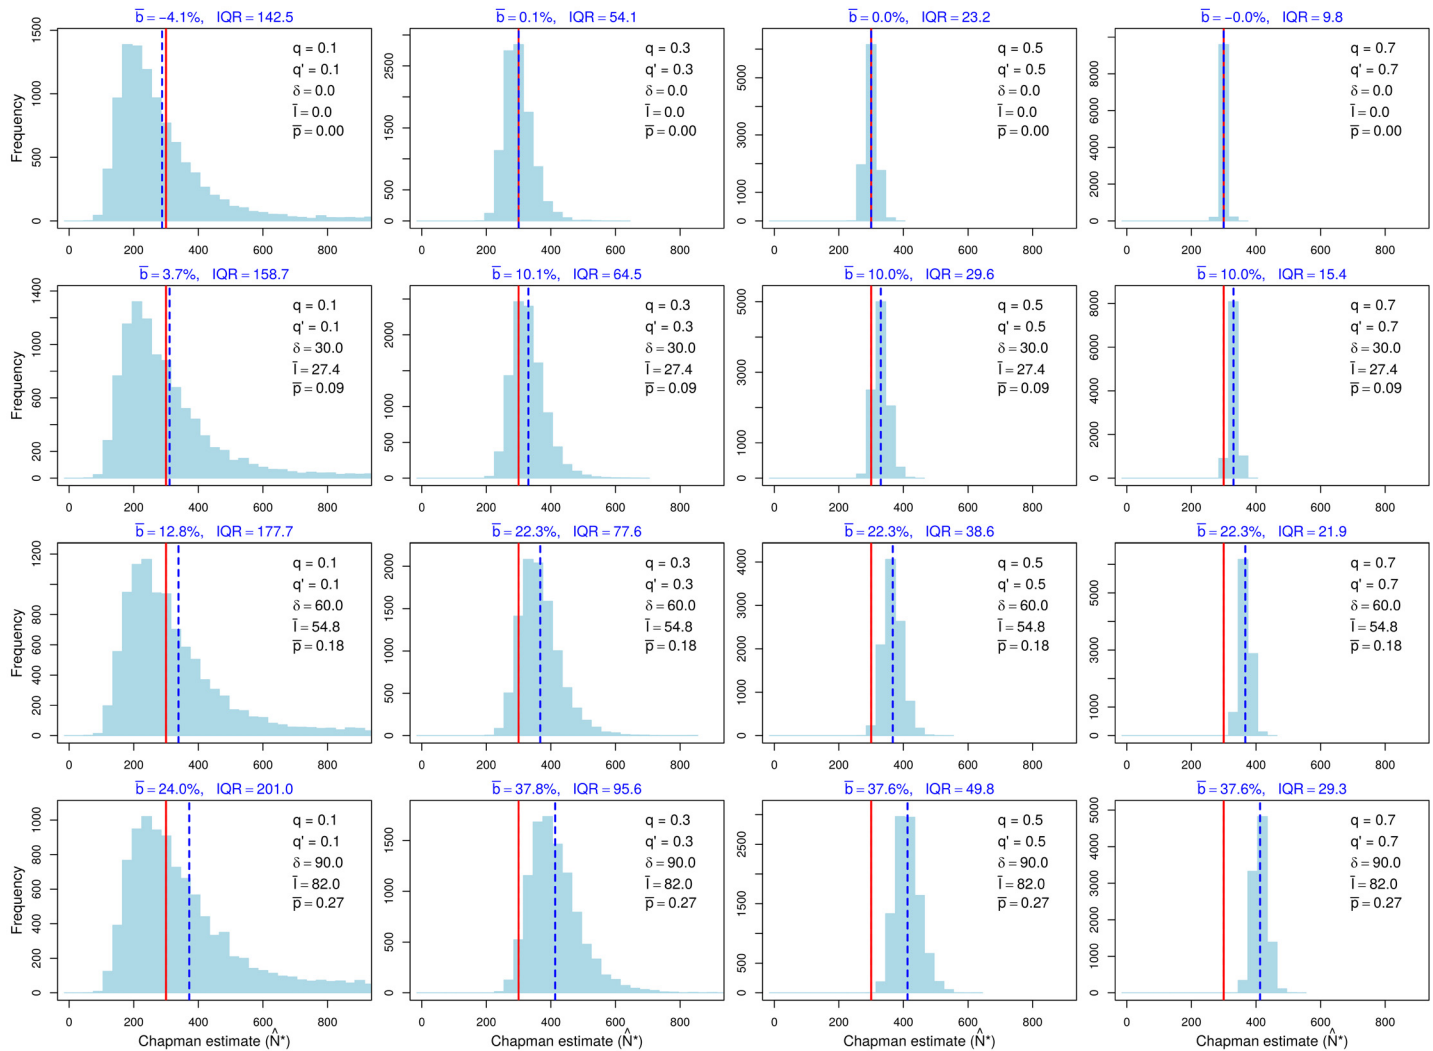 b̅ = −4.1%, IQR = 142.5
Frequency
0 500 1000 1500
0 200 400 600 800
q = 0.1
q' = 0.1
δ = 0.0
l̅ = 0.0
p̅ = 0.00
b̅ = 0.1%, IQR = 54.1
0 500 1500 2500
0 200 400 600 800
q = 0.3
q' = 0.3
δ = 0.0
l̅ = 0.0
p̅ = 0.00
b̅ = 0.0%, IQR = 23.2
0 1000 3000 5000
0 200 400 600 800
q = 0.5
q' = 0.5
δ = 0.0
l̅ = 0.0
p̅ = 0.00
b̅ = −0.0%, IQR = 9.8
0 2000 4000 6000 8000
0 200 400 600 800
q = 0.7
q' = 0.7
δ = 0.0
l̅ = 0.0
p̅ = 0.00
b̅ = 3.7%, IQR = 158.7
Frequency
0 200 600 1000 1400
0 200 400 600 800
q = 0.1
q' = 0.1
δ = 30.0
l̅ = 27.4
p̅ = 0.09
b̅ = 10.1%, IQR = 64.5
0 500 1000 2000
0 200 400 600 800
q = 0.3
q' = 0.3
δ = 30.0
l̅ = 27.4
p̅ = 0.09
b̅ = 10.0%, IQR = 29.6
0 1000 3000 5000
0 200 400 600 800
q = 0.5
q' = 0.5
δ = 30.0
l̅ = 27.4
p̅ = 0.09
b̅ = 10.0%, IQR = 15.4
0 2000 4000 6000 8000
0 200 400 600 800
q = 0.7
q' = 0.7
δ = 30.0
l̅ = 27.4
p̅ = 0.09
b̅ = 12.8%, IQR = 177.7
Frequency
0 200 400 600 800 1000 1200
0 200 400 600 800
q = 0.1
q' = 0.1
δ = 60.0
l̅ = 54.8
p̅ = 0.18
b̅ = 22.3%, IQR = 77.6
0 500 1000 1500 2000
0 200 400 600 800
q = 0.3
q' = 0.3
δ = 60.0
l̅ = 54.8
p̅ = 0.18
b̅ = 22.3%, IQR = 38.6
0 1000 2000 3000 4000
0 200 400 600 800
q = 0.5
q' = 0.5
δ = 60.0
l̅ = 54.8
p̅ = 0.18
b̅ = 22.3%, IQR = 21.9
0 1000 3000 5000
0 200 400 600 800
q = 0.7
q' = 0.7
δ = 60.0
l̅ = 54.8
p̅ = 0.18
b̅ = 24.0%, IQR = 201.0
Frequency
0 200 400 600 800 1000
0 200 400 600 800
Chapman estimate (N̂*)
q = 0.1
q' = 0.1
δ = 90.0
l̅ = 82.0
p̅ = 0.27
b̅ = 37.8%, IQR = 95.6
0 500 1000 1500
0 200 400 600 800
Chapman estimate (N̂*)
q = 0.3
q' = 0.3
δ = 90.0
l̅ = 82.0
p̅ = 0.27
b̅ = 37.6%, IQR = 49.8
0 500 1500 2500
0 200 400 600 800
Chapman estimate (N̂*)
q = 0.5
q' = 0.5
δ = 90.0
l̅ = 82.0
p̅ = 0.27
b̅ = 37.6%, IQR = 29.3
0 1000 2000 3000 4000 5000
0 200 400 600 800
Chapman estimate (N̂*)
q = 0.7
q' = 0.7
δ = 90.0
l̅ = 82.0
p̅ = 0.27